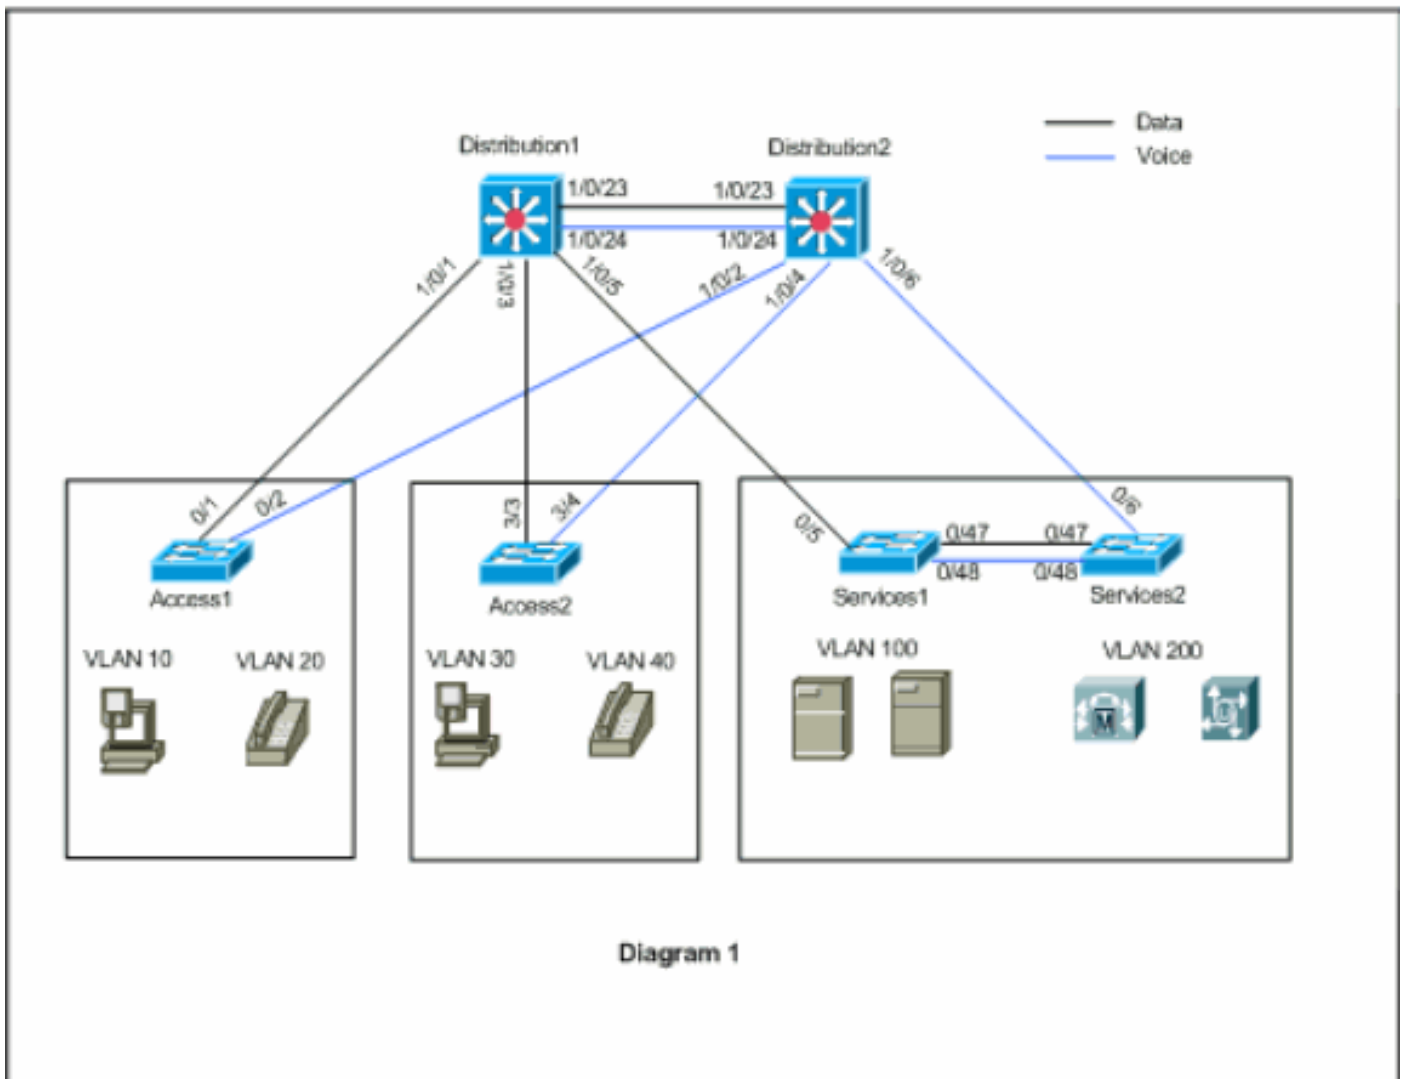 Data
Voice
Distribution1
Distribution2
1/0/23
1/0/23
1/0/24
1/0/24
1/0/1
1/0/3
1/0/5
1/0/2
1/0/4
1/0/6
0/1
0/2
3/3
3/4
0/5
0/6
0/47
0/47
0/48
0/48
Access1
Access2
Services1
Services2
VLAN 10
VLAN 20
VLAN 30
VLAN 40
VLAN 100
VLAN 200
M
Diagram 1